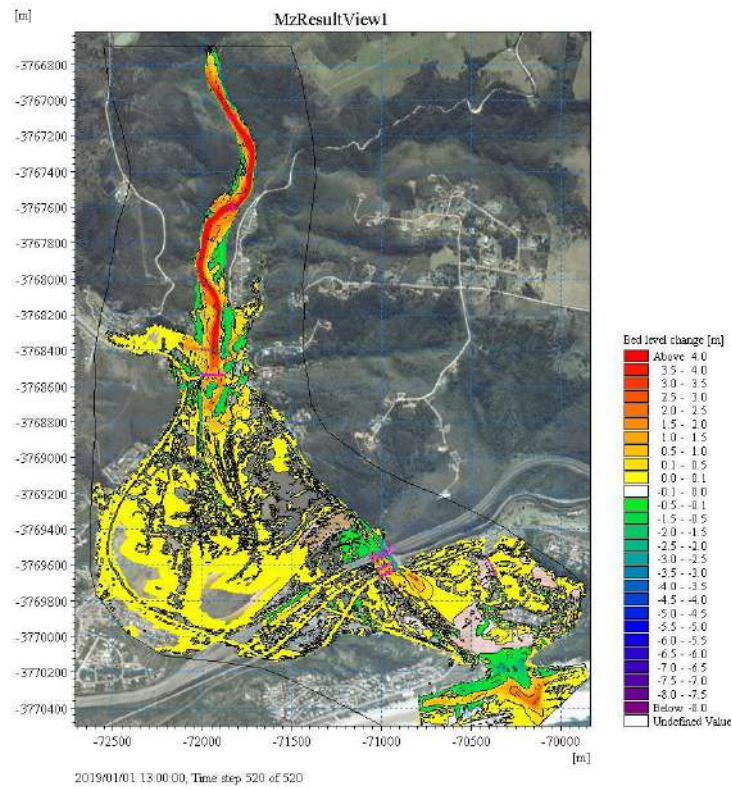 [m]
MzResultView1
-3766800
-3767000
-3767200
-3767400
-3767600
-3767800
-3768000
-3768200
-3768400
-3768600
-3768800
-3769000
-3769200
-3769400
-3769600
-3769800
-3770000
-3770200
-3770400
-72500
-72000
-71500
-71000
-70500
-70000
[m]
Bed level change [m]
Above 4.0
3.5 - 4.0
3.0 - 3.5
2.5 - 3.0
2.0 - 2.5
1.5 - 2.0
1.0 - 1.5
0.5 - 1.0
0.1 - 0.5
0.0 - 0.1
-0.1 - 0.0
-0.5 - -0.1
-1.5 - -0.5
-2.0 - -1.5
-2.5 - -2.0
-3.0 - -2.5
-3.5 - -3.0
-4.0 - -3.5
-4.5 - -4.0
-5.0 - -4.5
-5.5 - -5.0
-6.0 - -5.5
-6.5 - -6.0
-7.0 - -6.5
-7.5 - -7.0
-8.0 - -7.5
Below -8.0
Undefined Value
2019/01/01 13:00:00, Time step 520 of 520